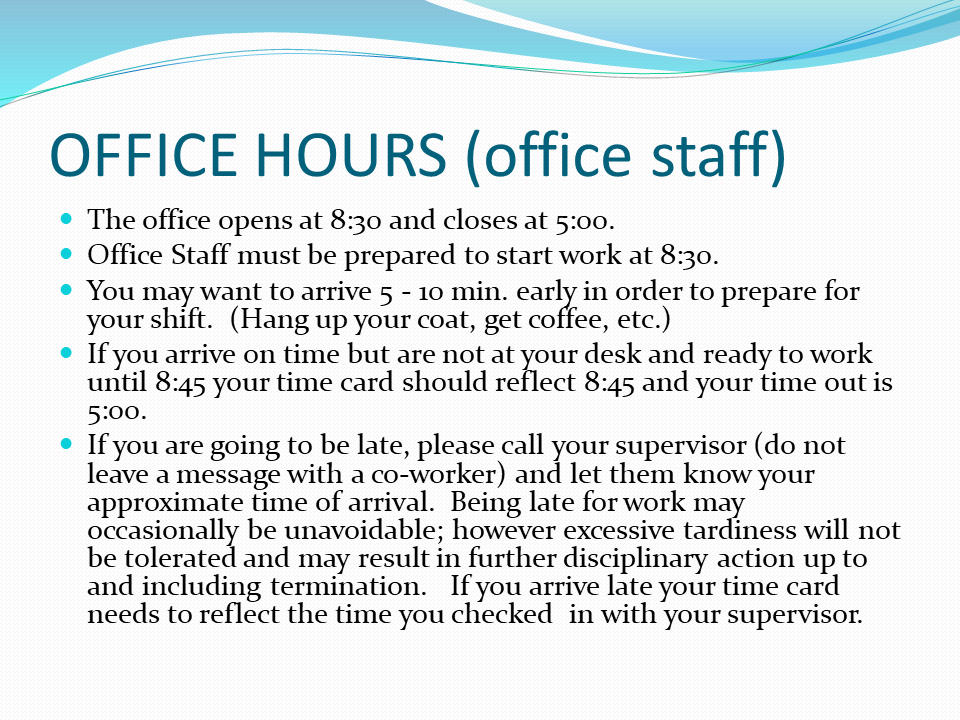 OFFICE HOURS (office staff)
The office opens at 8:30 and closes at 5:00.
Office Staff must be prepared to start work at 8:30.
You may want to arrive 5 - 10 min. early in order to prepare for
your shift.  (Hang up your coat, get coffee, etc.)
If you arrive on time but are not at your desk and ready to work
until 8:45 your time card should reflect 8:45 and your time out is
5:00.
If you are going to be late, please call your supervisor (do not
leave a message with a co-worker) and let them know your
approximate time of arrival.  Being late for work may
occasionally be unavoidable; however excessive tardiness will not
be tolerated and may result in further disciplinary action up to
and including termination.   If you arrive late your time card
needs to reflect the time you checked  in with your supervisor.